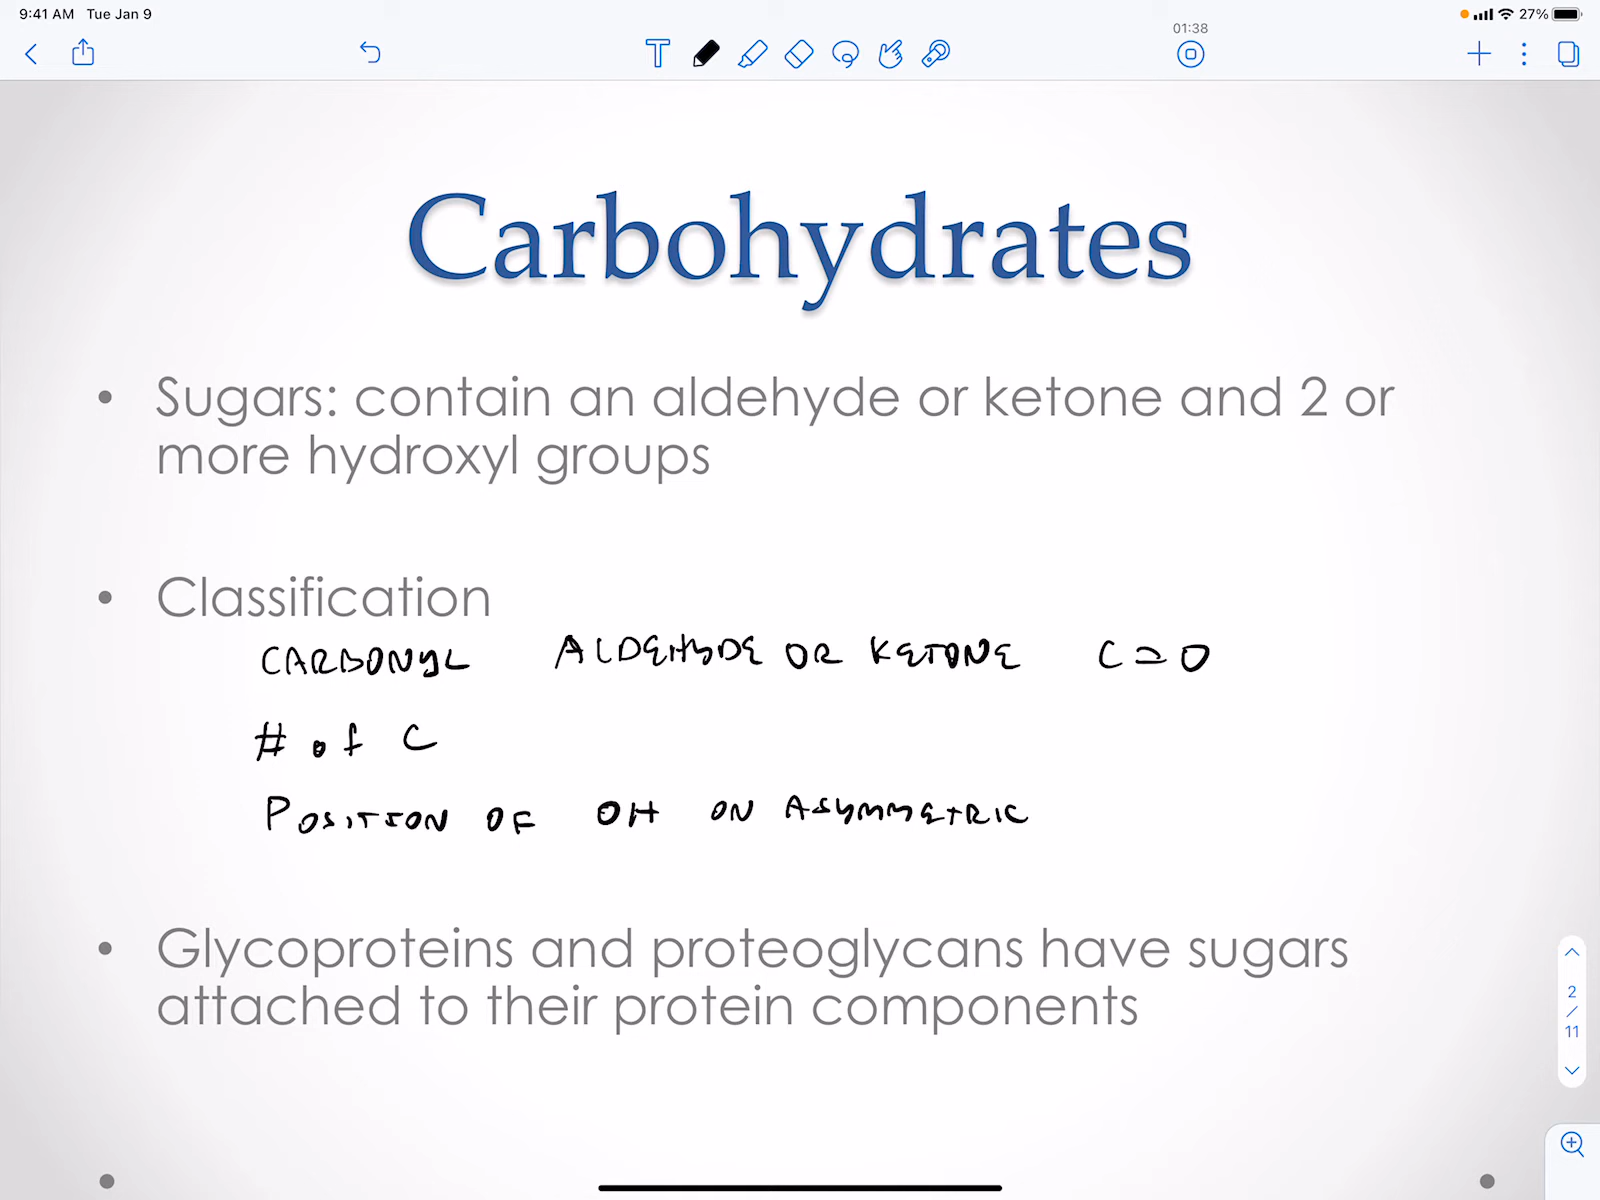 9:41 AM Tue Jan 9
27%
01:38
Carbohydrates
• Sugars: contain an aldehyde or ketone and 2 or
more hydroxyl groups
• Classification
CARBONYL ALDEHYDE OR KETONE C=O
# of C
POSITION OF OH ON ASYMMETRIC
• Glycoproteins and proteoglycans have sugars
attached to their protein components
2
/
11